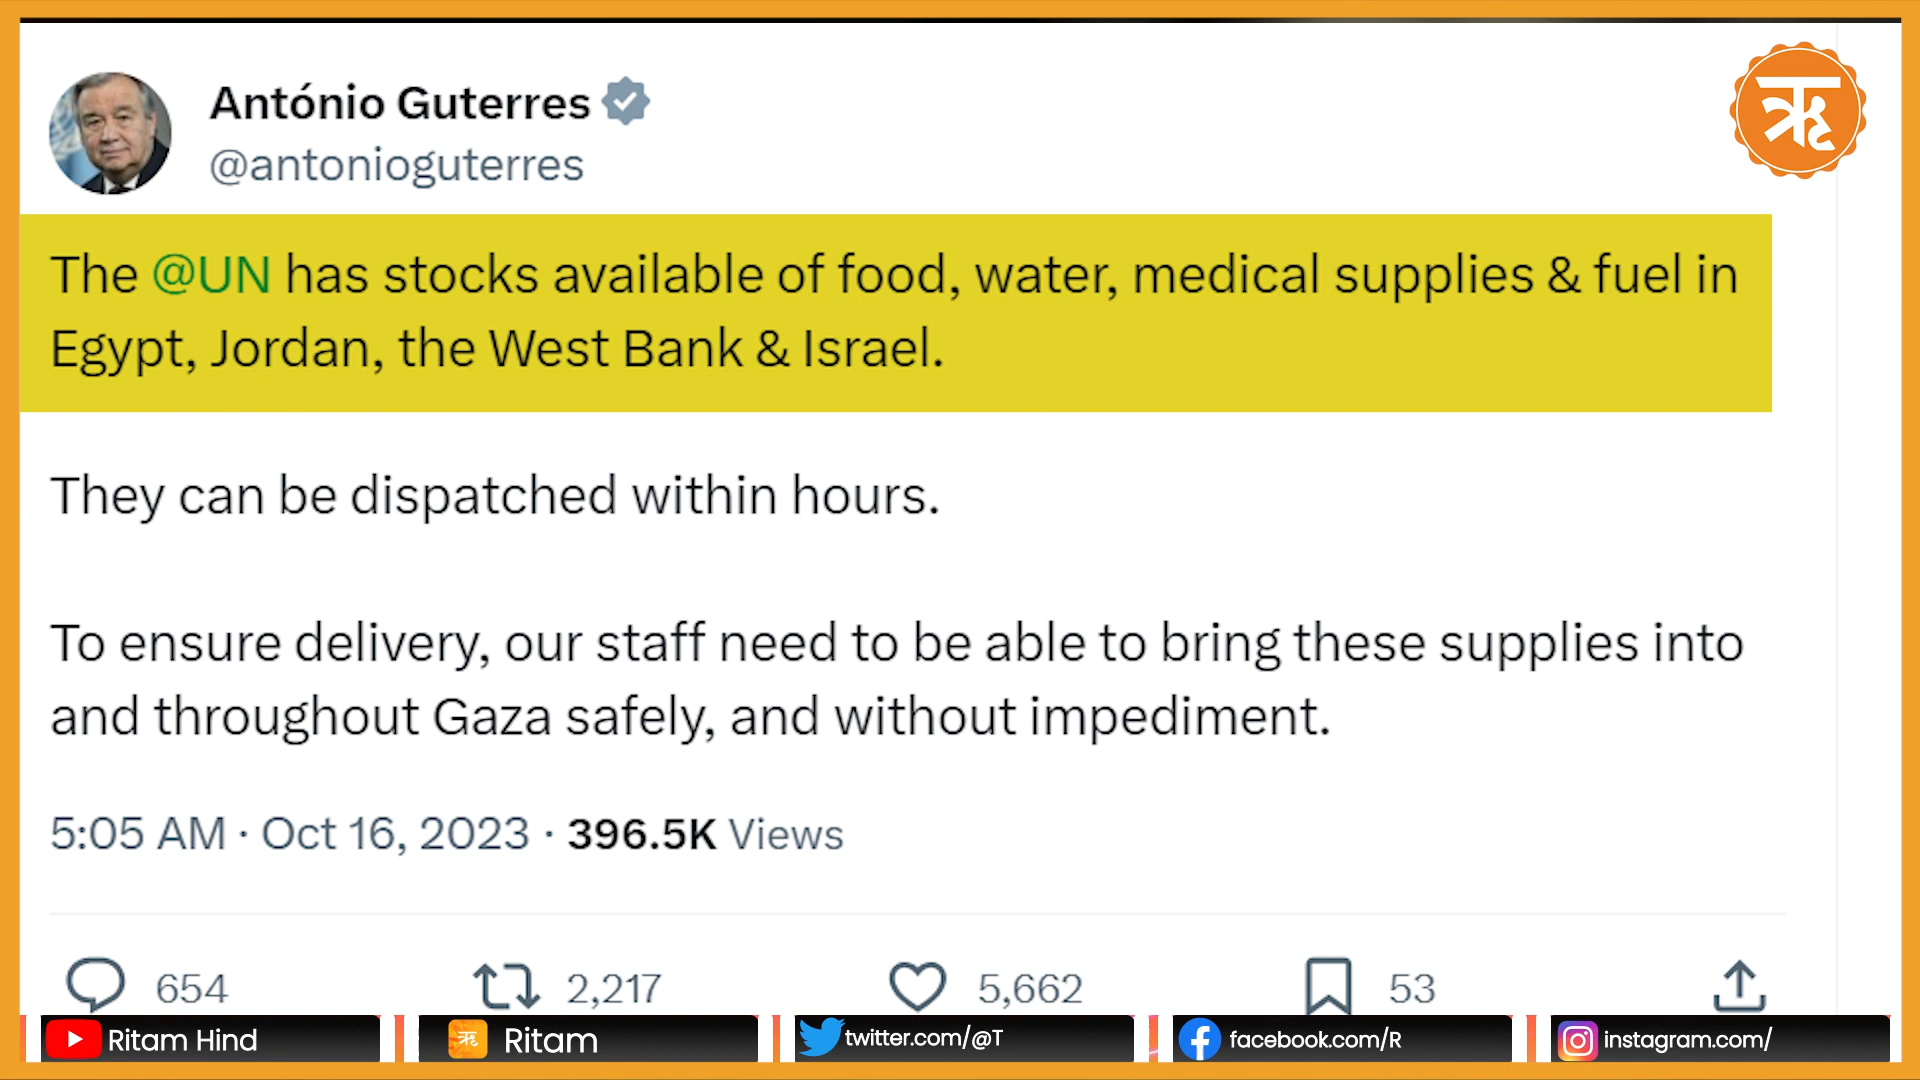 António Guterres
@antonioguterres
ऋ
The @UN has stocks available of food, water, medical supplies & fuel in
Egypt, Jordan, the West Bank & Israel.
They can be dispatched within hours.
To ensure delivery, our staff need to be able to bring these supplies into
and throughout Gaza safely, and without impediment.
5:05 AM · Oct 16, 2023 · 396.5K Views
654 2,217 5,662 53
Ritam Hind ऋ Ritam twitter.com/@T facebook.com/R instagram.com/